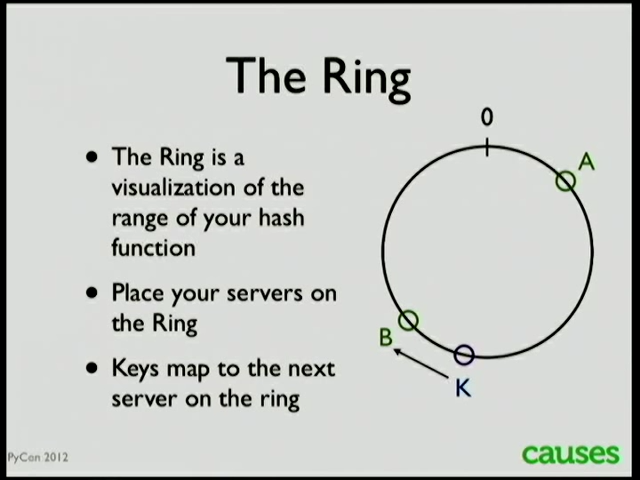 The Ring
• The Ring is a
visualization of the
range of your hash
function
• Place your servers on
the Ring
• Keys map to the next
server on the ring
0
A
B
K
PyCon 2012
causes